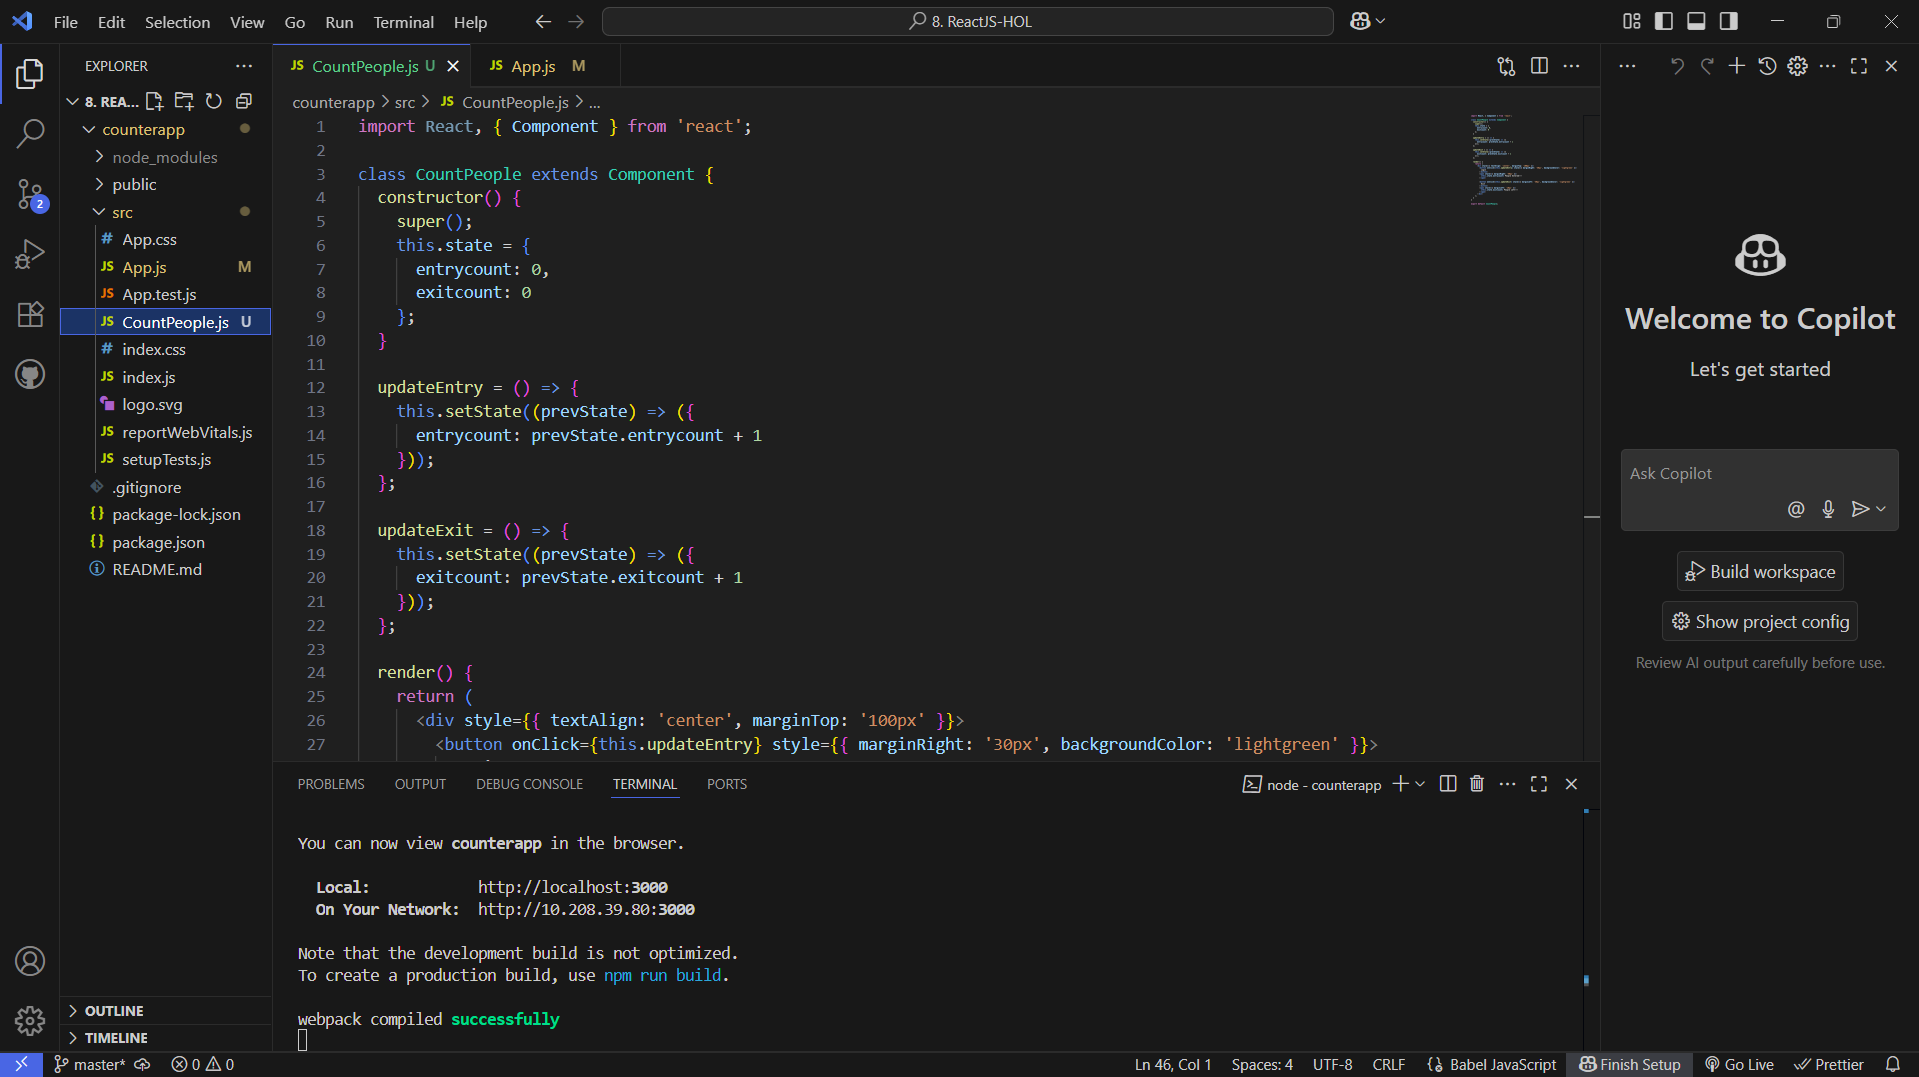 File Edit Selection View Go Run Terminal Help
8. ReactJS-HOL
EXPLORER
8. REA...
counterapp
node_modules
public
src
# App.css
JS App.js M
JS App.test.js
JS CountPeople.js U
# index.css
JS index.js
logo.svg
JS reportWebVitals.js
JS setupTests.js
.gitignore
{} package-lock.json
{} package.json
README.md
OUTLINE
TIMELINE
2
JS CountPeople.js U
JS App.js M
counterapp > src > JS CountPeople.js > ...
1 import React, { Component } from 'react';
2
3 class CountPeople extends Component {
4 constructor() {
5 super();
6 this.state = {
7 entrycount: 0,
8 exitcount: 0
9 };
10 }
11
12 updateEntry = () => {
13 this.setState((prevState) => ({
14 entrycount: prevState.entrycount + 1
15 }));
16 };
17
18 updateExit = () => {
19 this.setState((prevState) => ({
20 exitcount: prevState.exitcount + 1
21 }));
22 };
23
24 render() {
25 return (
26 <div style={{ textAlign: 'center', marginTop: '100px' }}>
27 <button onClick={this.updateEntry} style={{ marginRight: '30px', backgroundColor: 'lightgreen' }}>
PROBLEMS OUTPUT DEBUG CONSOLE TERMINAL PORTS
node - counterapp
You can now view counterapp in the browser.
Local: http://localhost:3000
On Your Network: http://10.208.39.80:3000
Note that the development build is not optimized.
To create a production build, use npm run build.
webpack compiled successfully
Welcome to Copilot
Let's get started
Ask Copilot
Build workspace
Show project config
Review AI output carefully before use.
master* 0 0
Ln 46, Col 1 Spaces: 4 UTF-8 CRLF {} Babel JavaScript Finish Setup Go Live Prettier